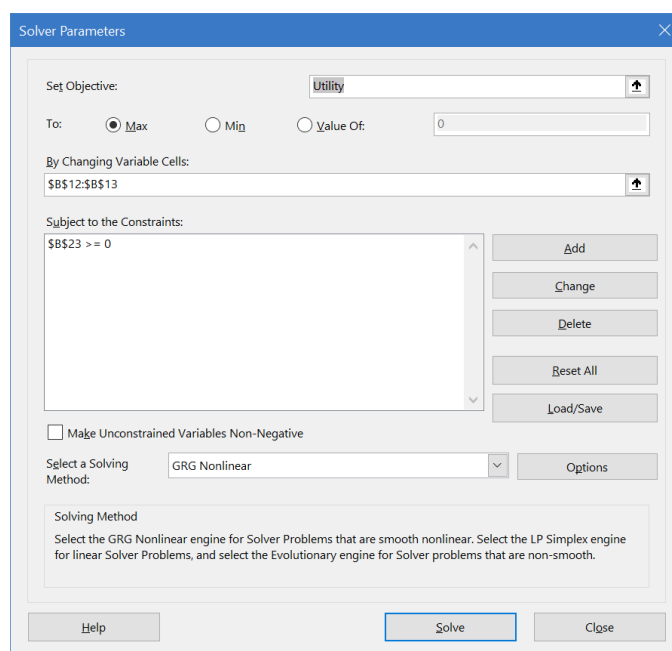 Solver Parameters
Set Objective:
Utility
To:
Max
Min
Value Of:
0
By Changing Variable Cells:
$B$12:$B$13
Subject to the Constraints:
$B$23 >= 0
Add
Change
Delete
Reset All
Load/Save
Make Unconstrained Variables Non-Negative
Select a Solving
Method:
GRG Nonlinear
Options
Solving Method
Select the GRG Nonlinear engine for Solver Problems that are smooth nonlinear. Select the LP Simplex engine
for linear Solver Problems, and select the Evolutionary engine for Solver problems that are non-smooth.
Help
Solve
Close